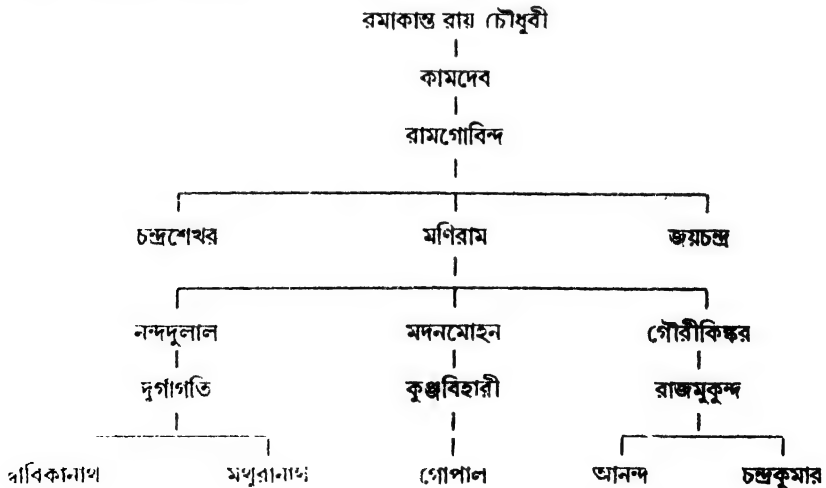 রমাকান্ত রায় চৌধুবী
কামদেব
রামগোবিন্দ
চন্দ্রশেখর মণিরাম জয়চন্দ্র
নন্দদুলাল মদনমোহন গৌরীকিঙ্কর
দুর্গাগতি কুঞ্জবিহারী রাজমুকুন্দ
দ্বাবিকানাথ মথুরানাথ গোপাল আনন্দ চন্দ্রকুমার